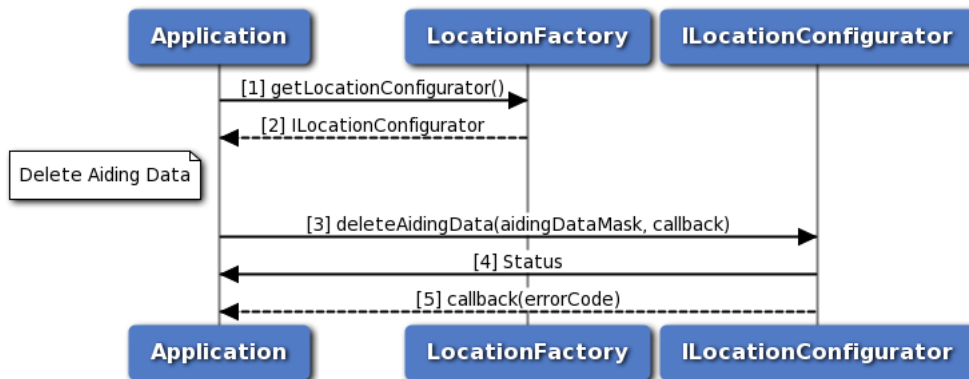 Application
LocationFactory
ILocationConfigurator
[1] getLocationConfigurator()
[2] ILocationConfigurator
Delete Aiding Data
[3] deleteAidingData(aidingDataMask, callback)
[4] Status
[5] callback(errorCode)
Application
LocationFactory
ILocationConfigurator